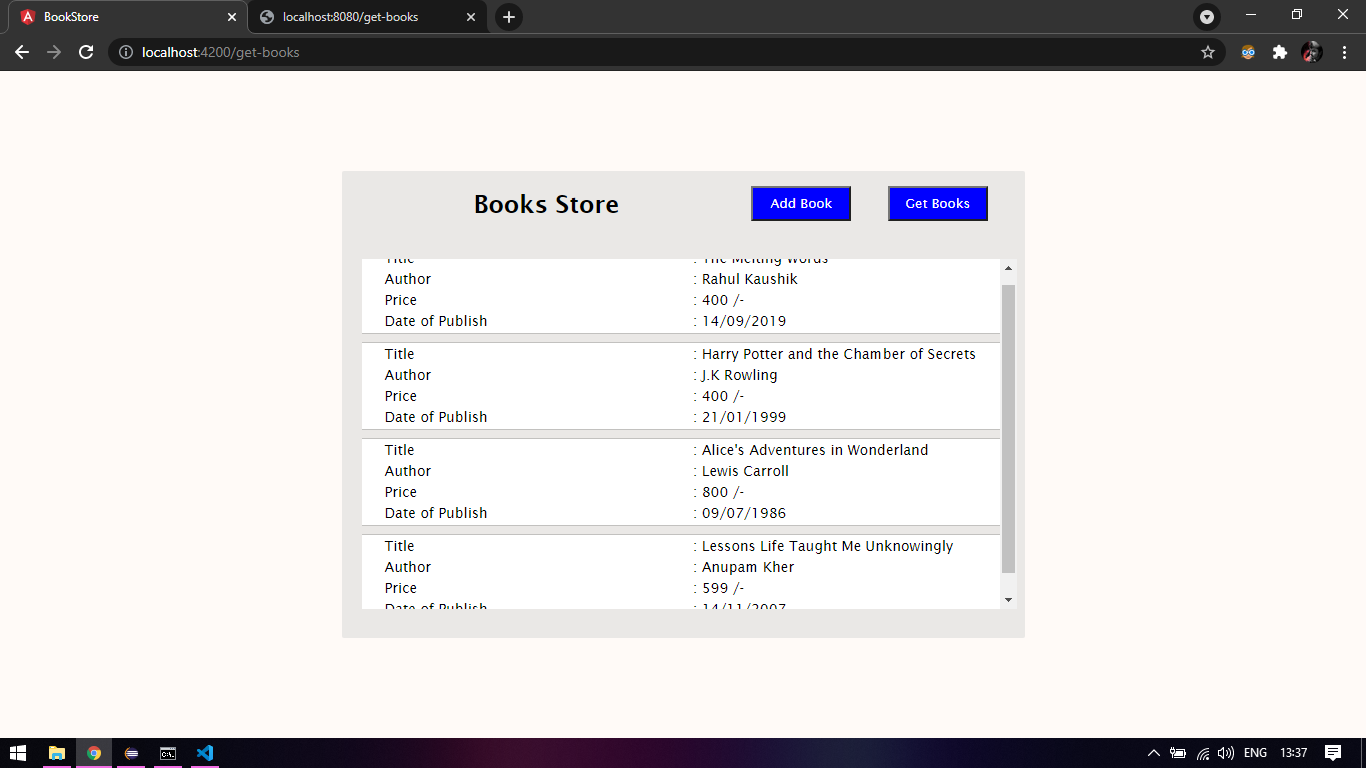 BookStore
localhost:8080/get-books
localhost:4200/get-books
Books Store
Add Book
Get Books
Title : The Melting Words
Author : Rahul Kaushik
Price : 400 /-
Date of Publish : 14/09/2019
Title : Harry Potter and the Chamber of Secrets
Author : J.K Rowling
Price : 400 /-
Date of Publish : 21/01/1999
Title : Alice's Adventures in Wonderland
Author : Lewis Carroll
Price : 800 /-
Date of Publish : 09/07/1986
Title : Lessons Life Taught Me Unknowingly
Author : Anupam Kher
Price : 599 /-
Date of Publish : 14/11/2007
ENG 13:37